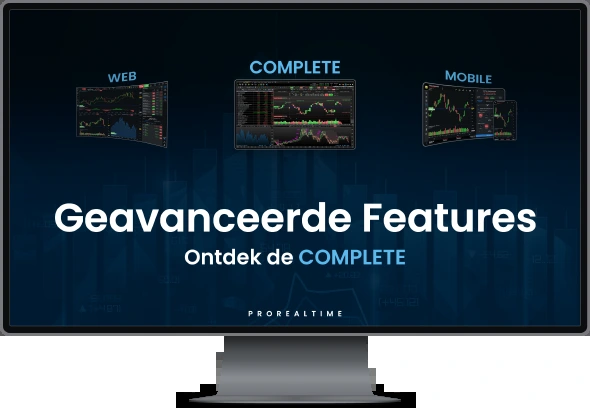 WEB
COMPLETE
MOBILE
Geavanceerde Features
Ontdek de COMPLETE
PROREALTIME